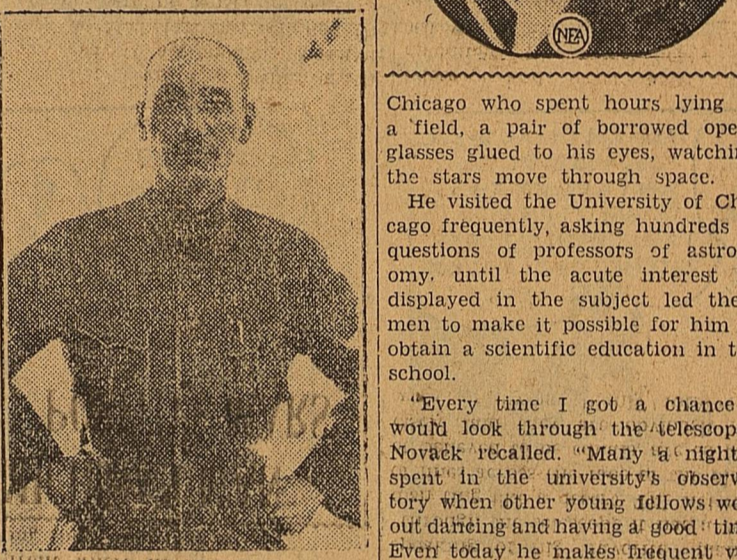 NEA
Chicago who spent hours lying
a field, a pair of borrowed ope
glasses glued to his eyes, watchi
the stars move through space.
He visited the University of Ch
cago frequently, asking hundreds
questions of professors of astro
omy. until the acute interest
displayed in the subject led the
men to make it possible for him
obtain a scientific education in t
school.
"Every time I got a chance
would look through the telescop
Novack recalled. "Many a night
spent in the university's observ
tory when other young fellows we
out dancing and having a good tim
Even today he makes frequent v